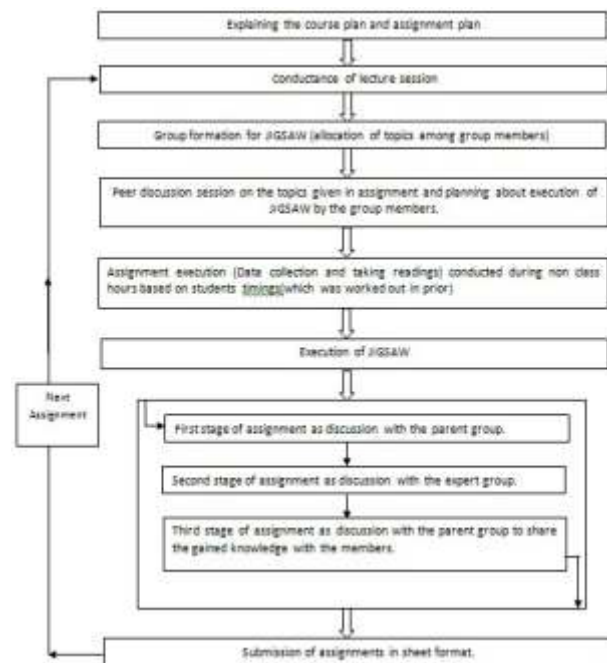 Explaining the course plan and assignment plan
Conductance of lecture session
Group formation for JIGSAW (allocation of topics among group members)
Peer discussion session on the topics given in assignment and planning about execution of
JIGSAW by the group members.
Assignment execution (Data collection and taking readings) conducted during non class
hours based on students timings(which was worked out in prior)
Execution of JIGSAW
Next
Assignment
First stage of assignment as discussion with the parent group.
Second stage of assignment as discussion with the expert group.
Third stage of assignment as discussion with the parent group to share
the gained knowledge with the members.
Submission of assignments in sheet format.